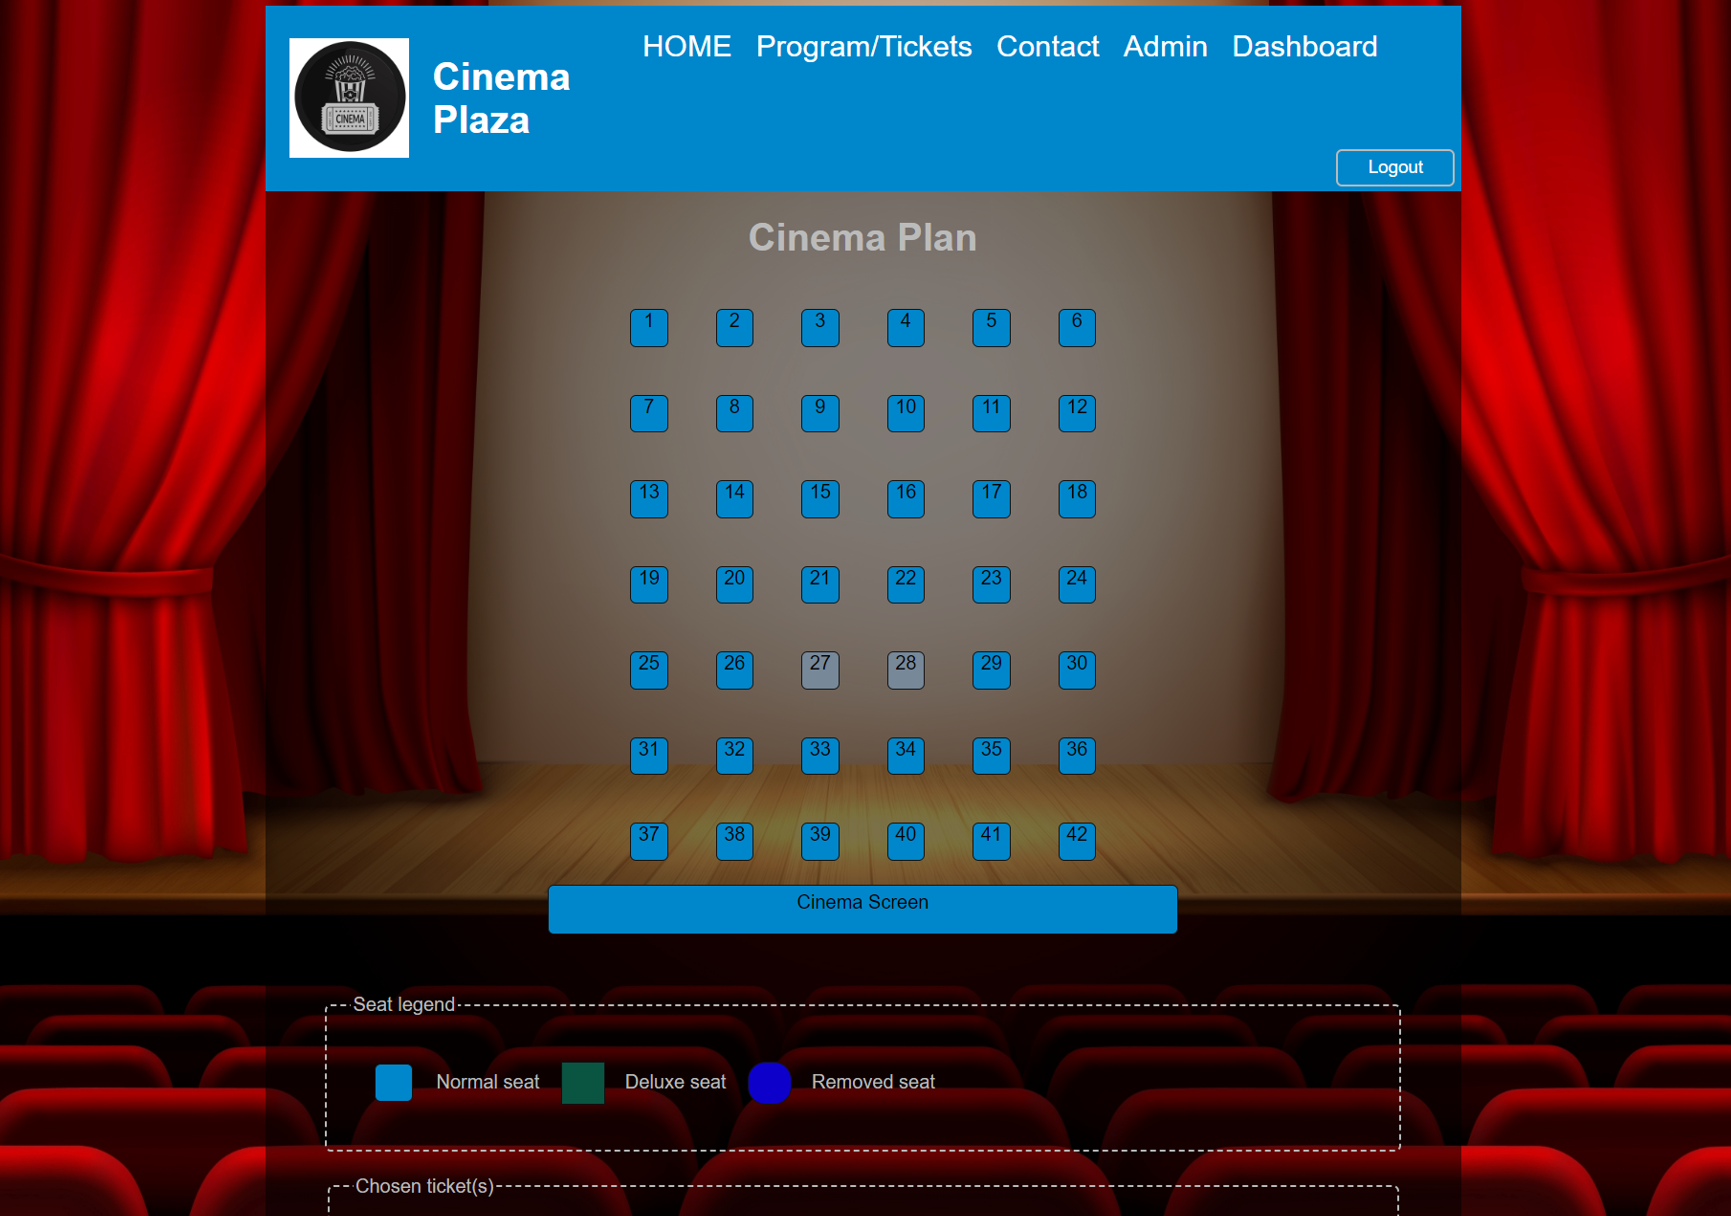 HOME Program/Tickets Contact Admin Dashboard
Cinema
Plaza
CINEMA
Logout
Cinema Plan
1 2 3 4 5 6
7 8 9 10 11 12
13 14 15 16 17 18
19 20 21 22 23 24
25 26 27 28 29 30
31 32 33 34 35 36
37 38 39 40 41 42
Cinema Screen
Seat legend
Normal seat Deluxe seat Removed seat
Chosen ticket(s)